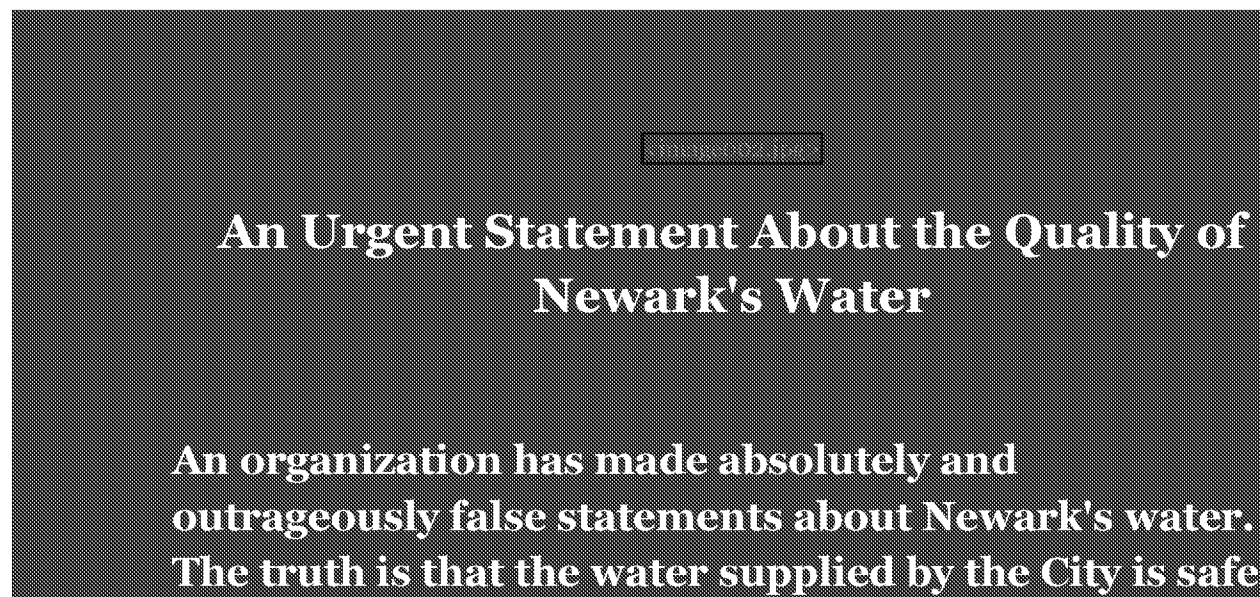 An Urgent Statement About the Quality of
Newark's Water
An organization has made absolutely and
outrageously false statements about Newark's water.
The truth is that the water supplied by the City is safe